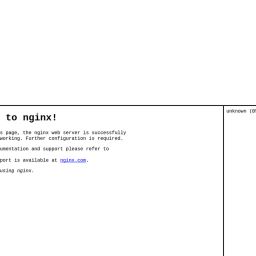 to nginx!
s page, the nginx web server is successfully
working. Further configuration is required.
umentation and support please refer to
port is available at nginx.com.
using nginx.
unknown